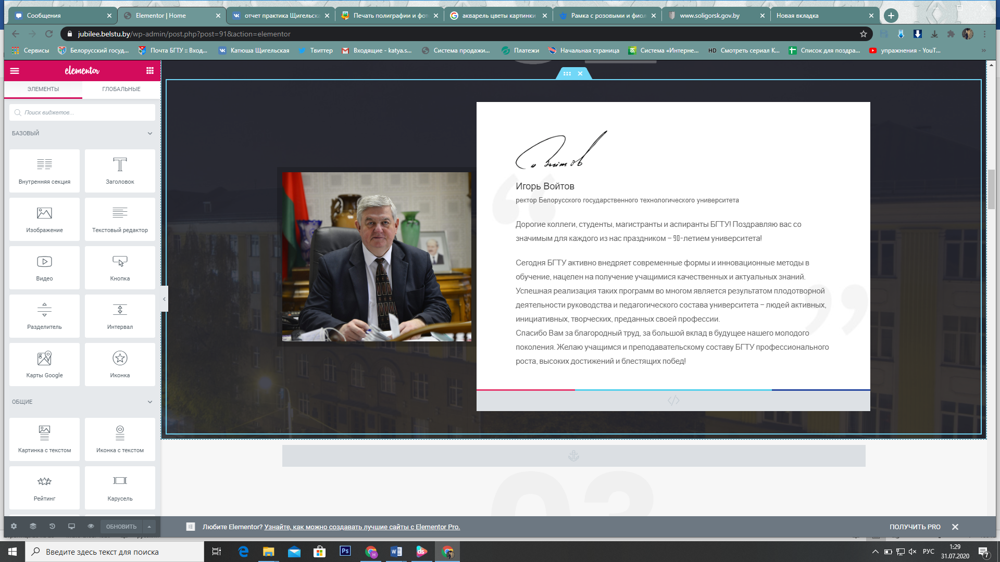 Сообщения
Elementor | Home
отчет практика Щигельска
Печать полиграфии и фот
акварель цветы картинки
Рамка с розовыми и фиол
www.soligorsk.gov.by
Новая вкладка
jubilee.belstu.by/wp-admin/post.php?post=91&action=elementor
Сервисы
Белорусский госуд...
Почта БГТУ :: Вход...
Катюша Щигельская
Твиттер
Входящие - katya.s...
Система продажи...
Платежи
Начальная страница
Система «Интерне...
HD Смотреть сериал К...
Список для поздра...
упражнения - YouT...
»
elementor
ЭЛЕМЕНТЫ
ГЛОБАЛЬНЫЕ
Поиск виджетов...
БАЗОВЫЙ
Внутренняя секция
Заголовок
Изображение
Текстовый редактор
Видео
Кнопка
Разделитель
Интервал
Карты Google
Иконка
ОБЩИЕ
Картинка с текстом
Иконка с текстом
Рейтинг
Карусель
ОБНОВИТЬ
Игорь Войтов
ректор Белорусского государственного технологического университета
Дорогие коллеги, студенты, магистранты и аспиранты БГТУ! Поздравляю вас со
значимым для каждого из нас праздником – 90-летием университета!
Сегодня БГТУ активно внедряет современные формы и инновационные методы в
обучение, нацелен на получение учащимися качественных и актуальных знаний.
Успешная реализация таких программ во многом является результатом плодотворной
деятельности руководства и педагогического состава университета – людей активных,
инициативных, творческих, преданных своей профессии.
Спасибо Вам за благородный труд, за большой вклад в будущее нашего молодого
поколения. Желаю учащимся и преподавательскому составу БГТУ профессионального
роста, высоких достижений и блестящих побед!
03
Любите Elementor? Узнайте, как можно создавать лучшие сайты с Elementor Pro.
ПОЛУЧИТЬ PRO
Введите здесь текст для поиска
РУС
1:29
31.07.2020
7